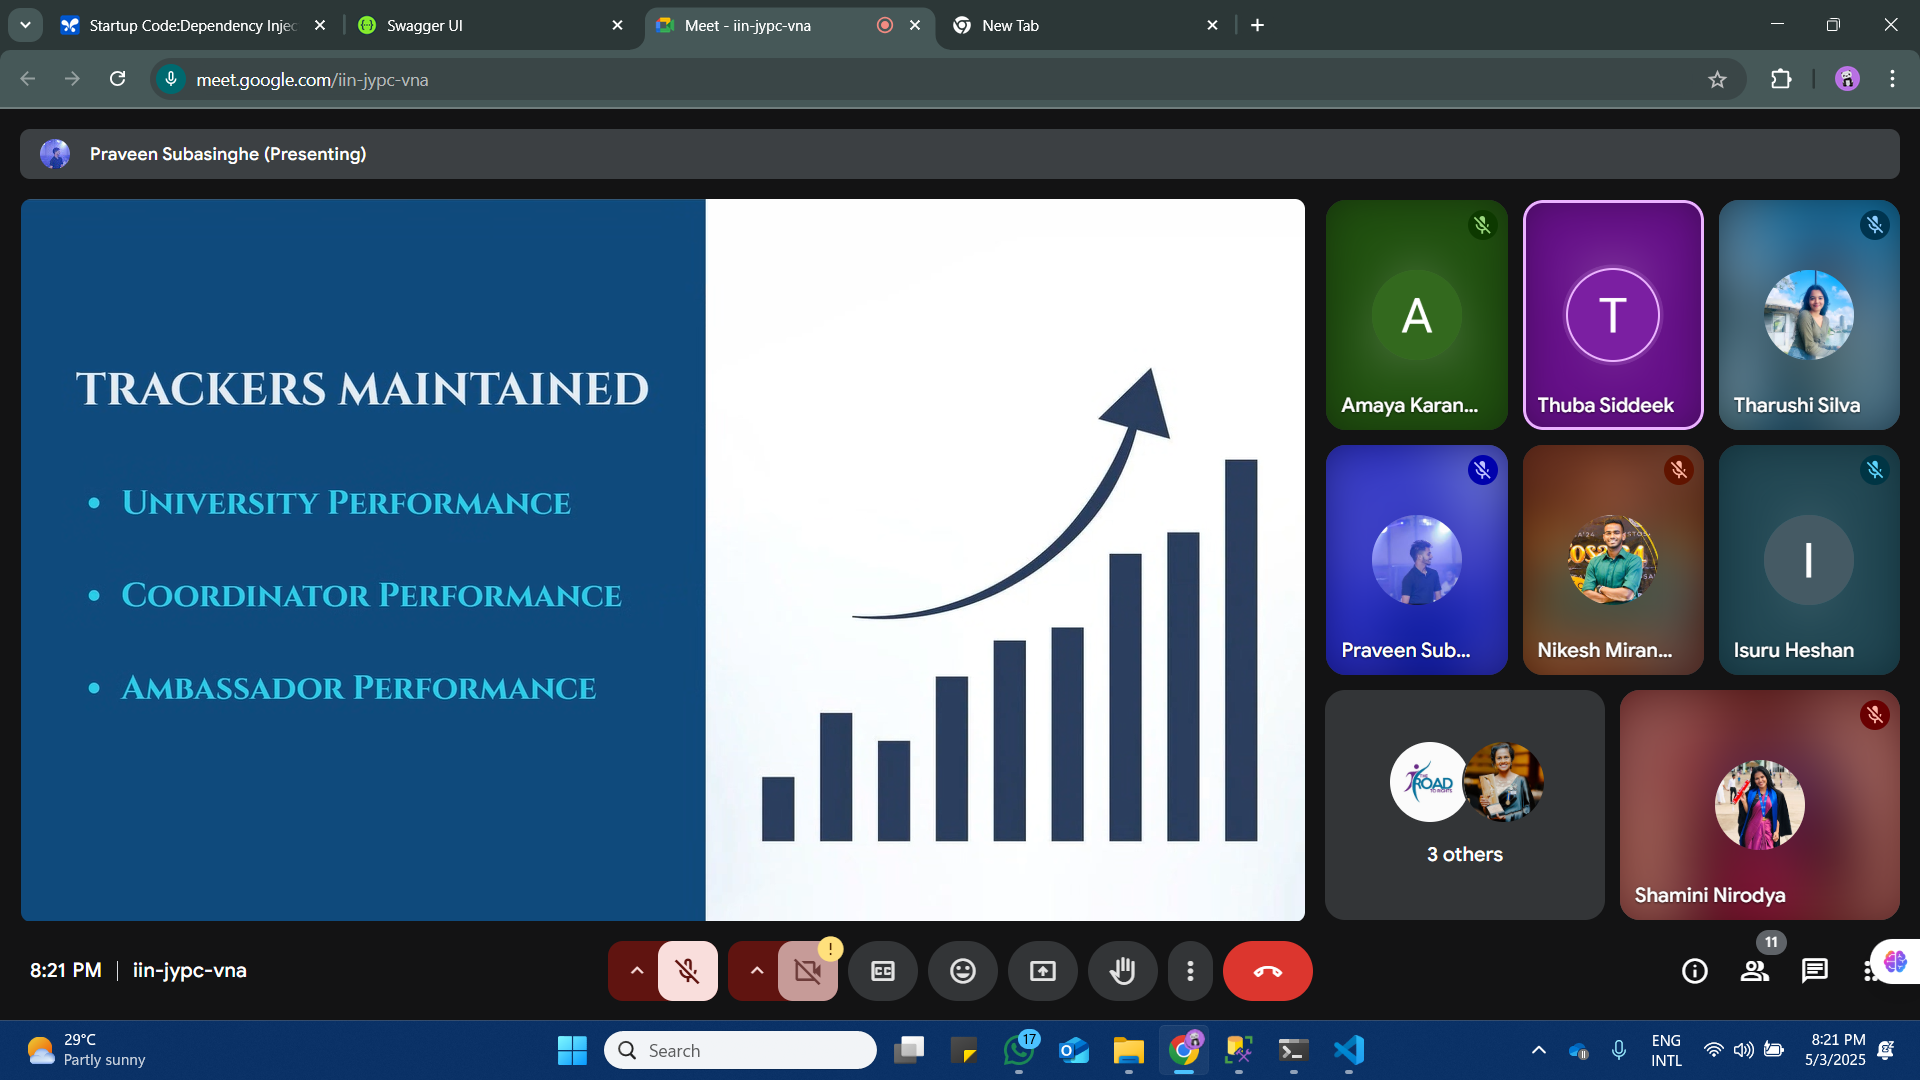 Startup Code:Dependency Injec
Swagger UI
Meet - iin-jypc-vna
New Tab
meet.google.com/iin-jypc-vna
Praveen Subasinghe (Presenting)
TRACKERS MAINTAINED
• UNIVERSITY PERFORMANCE
• COORDINATOR PERFORMANCE
• AMBASSADOR PERFORMANCE
A
Amaya Karan...
T
Thuba Siddeek
Tharushi Silva
Praveen Sub...
Nikesh Miran...
I
Isuru Heshan
ROAD
3 others
Shamini Nirodya
8:21 PM
iin-jypc-vna
!
CC
11
29°C
Partly sunny
Search
17
ENG
INTL
8:21 PM
5/3/2025